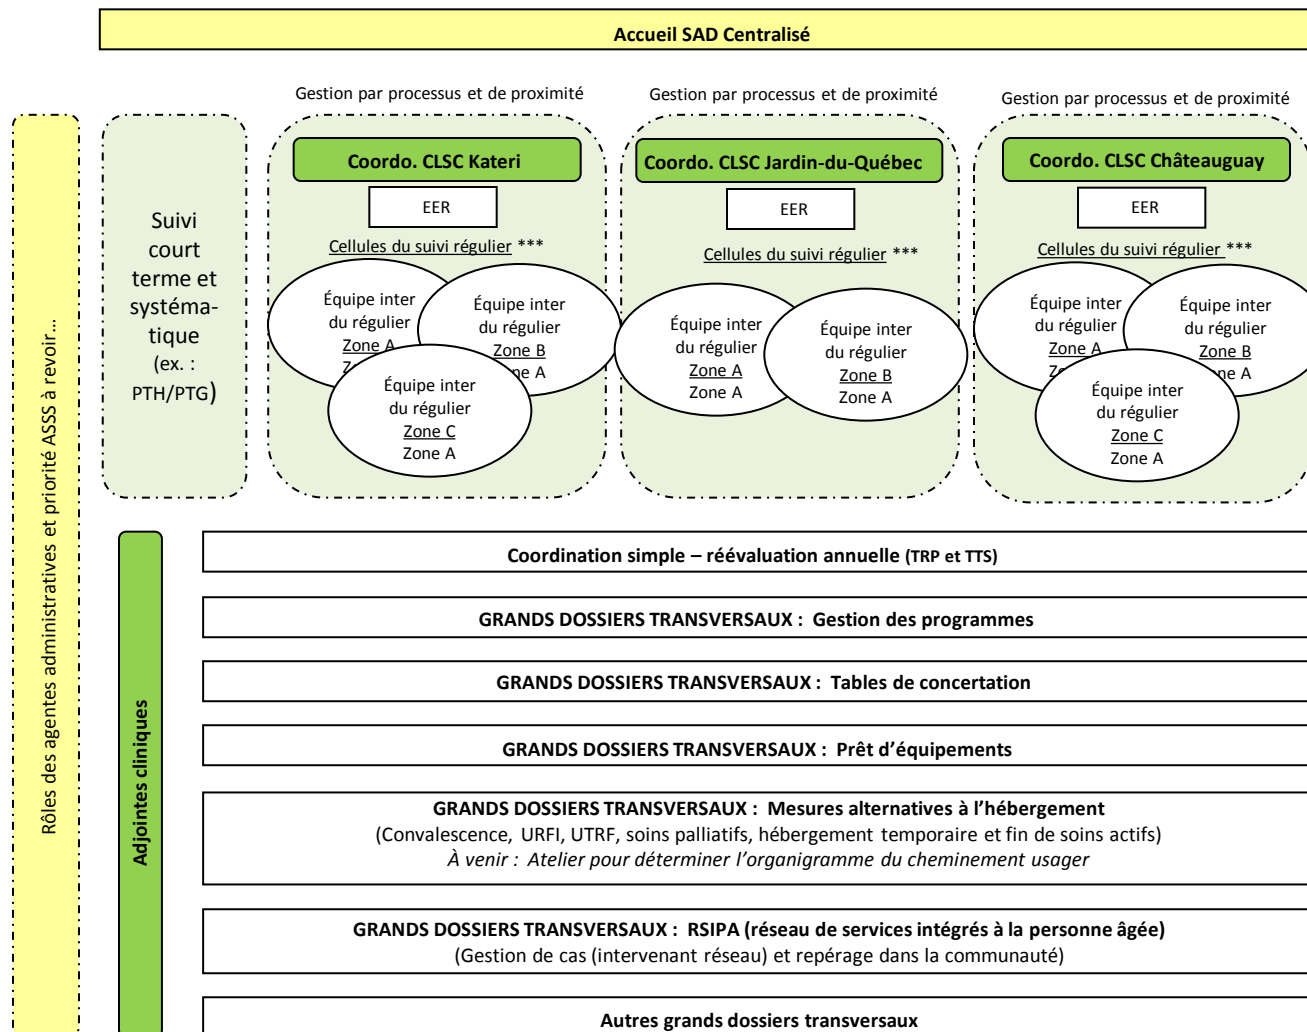 Accueil SAD Centralisé
Gestion par processus et de proximité
Gestion par processus et de proximité
Gestion par processus et de proximité
Rôles des agentes administratives et priorité ASSS à revoir...
Suivi
court
terme et
systéma-
tique
(ex. :
PTH/PTG)
Coordo. CLSC Kateri
EER
Cellules du suivi régulier ***
Équipe inter
du régulier
Zone A
Équipe inter
du régulier
Zone B
ne A
Équipe inter
du régulier
Zone C
Zone A
Coordo. CLSC Jardin-du-Québec
EER
Cellules du suivi régulier ***
Équipe inter
du régulier
Zone A
Zone A
Équipe inter
du régulier
Zone B
Zone A
Coordo. CLSC Châteauguay
EER
Cellules du suivi régulier ***
Équipe inter
du régulier
Zone A
Équipe inter
du régulier
Zone B
ne A
Équipe inter
du régulier
Zone C
Zone A
Adjointes cliniques
Coordination simple – réévaluation annuelle (TRP et TTS)
GRANDS DOSSIERS TRANSVERSAUX : Gestion des programmes
GRANDS DOSSIERS TRANSVERSAUX : Tables de concertation
GRANDS DOSSIERS TRANSVERSAUX : Prêt d’équipements
GRANDS DOSSIERS TRANSVERSAUX : Mesures alternatives à l’hébergement
(Convalescence, URFI, UTRF, soins palliatifs, hébergement temporaire et fin de soins actifs)
À venir : Atelier pour déterminer l’organigramme du cheminement usager
GRANDS DOSSIERS TRANSVERSAUX : RSIPA (réseau de services intégrés à la personne âgée)
(Gestion de cas (intervenant réseau) et repérage dans la communauté)
Autres grands dossiers transversaux